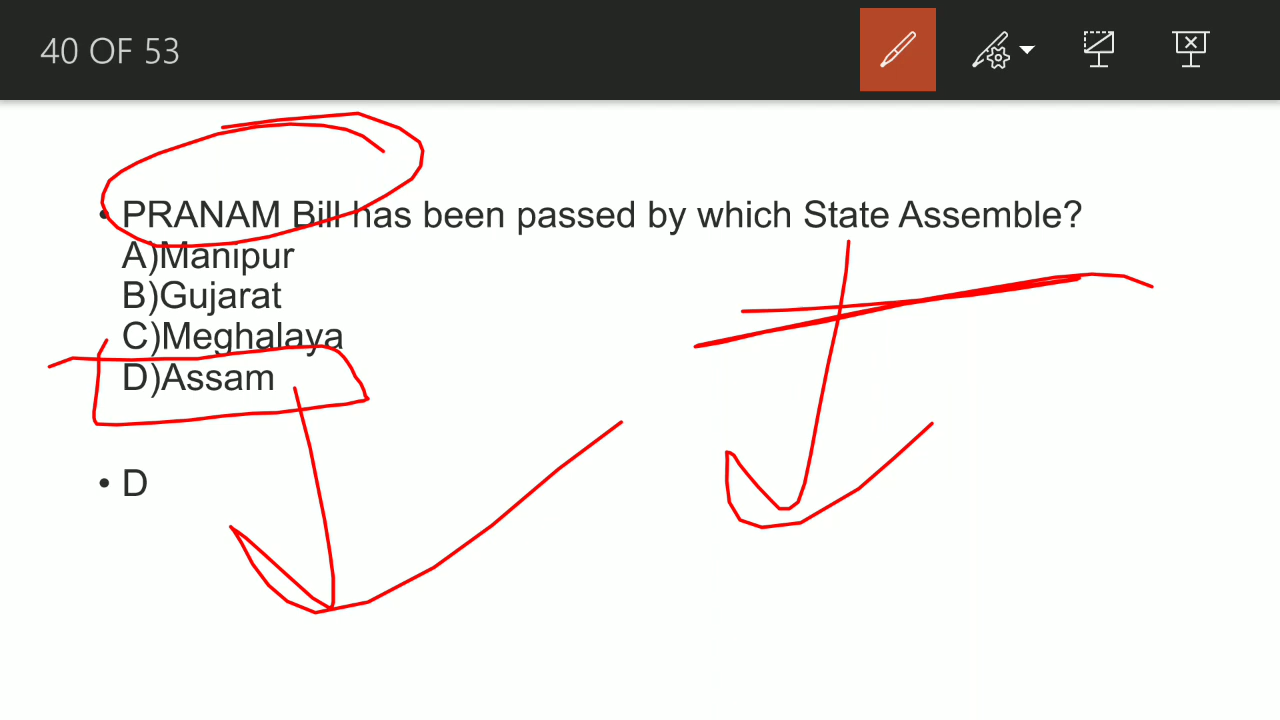 40 OF 53
• PRANAM Bill has been passed by which State Assemble?
A)Manipur
B)Gujarat
C)Meghalaya
D)Assam
• D